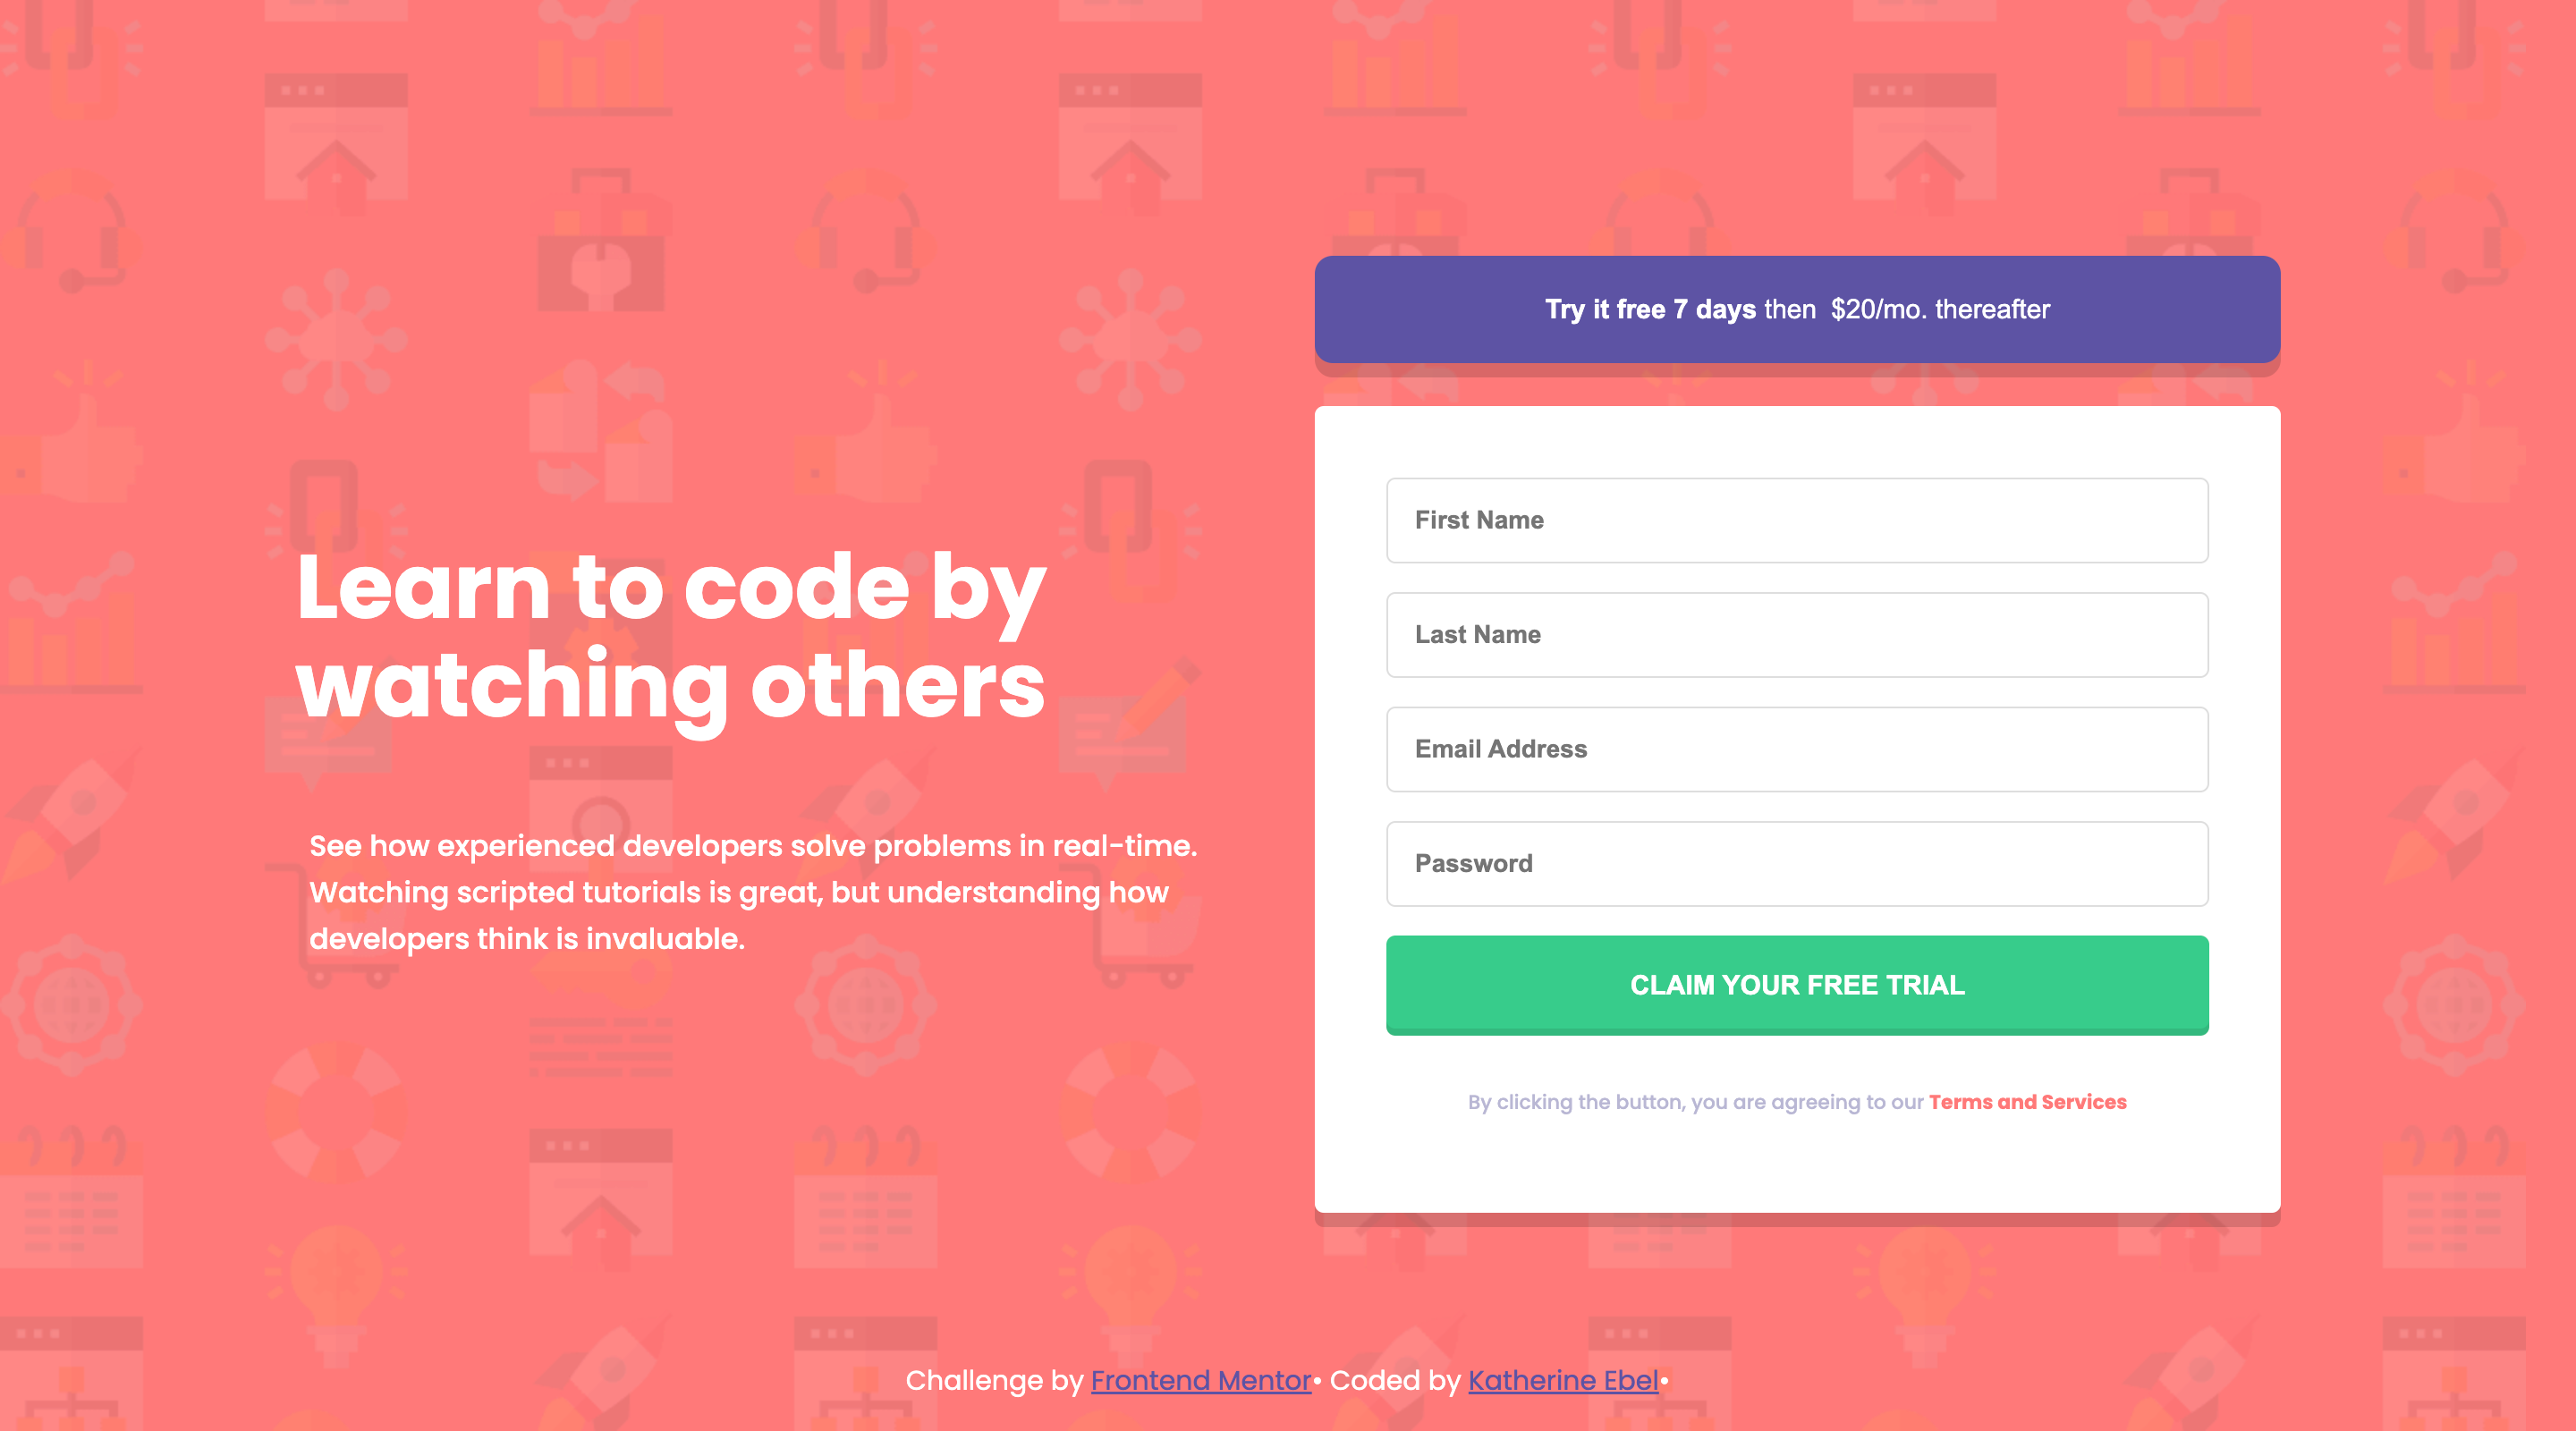 Learn to code by
watching others
See how experienced developers solve problems in real-time.
Watching scripted tutorials is great, but understanding how
developers think is invaluable.
Try it free 7 days then $20/mo. thereafter
First Name
Last Name
Email Address
Password
CLAIM YOUR FREE TRIAL
By clicking the button, you are agreeing to our Terms and Services
Challenge by Frontend Mentor• Coded by Katherine Ebel•